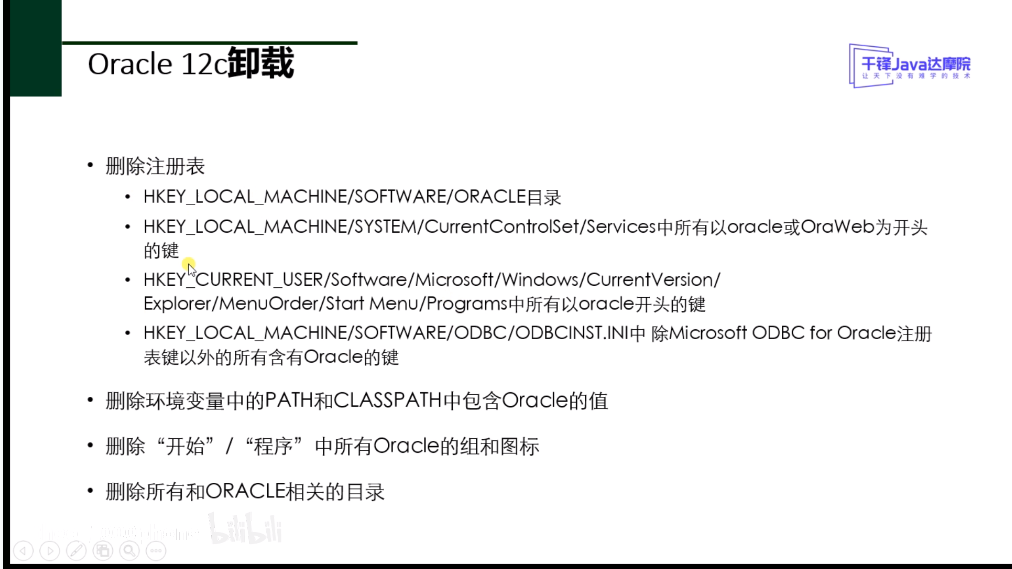 Oracle 12c卸载
千锋Java达摩院
让天下没有难学的技术
• 删除注册表
• HKEY_LOCAL_MACHINE/SOFTWARE/ORACLE目录
• HKEY_LOCAL_MACHINE/SYSTEM/CurrentControlSet/Services中所有以oracle或OraWeb为开头
的键
• HKEY_CURRENT_USER/Software/Microsoft/Windows/CurrentVersion/
Explorer/MenuOrder/Start Menu/Programs中所有以oracle开头的键
• HKEY_LOCAL_MACHINE/SOFTWARE/ODBC/ODBCINST.INI中 除Microsoft ODBC for Oracle注册
表键以外的所有含有Oracle的键
• 删除环境变量中的PATH和CLASSPATH中包含Oracle的值
• 删除“开始”/“程序”中所有Oracle的组和图标
• 删除所有和ORACLE相关的目录
bilibili